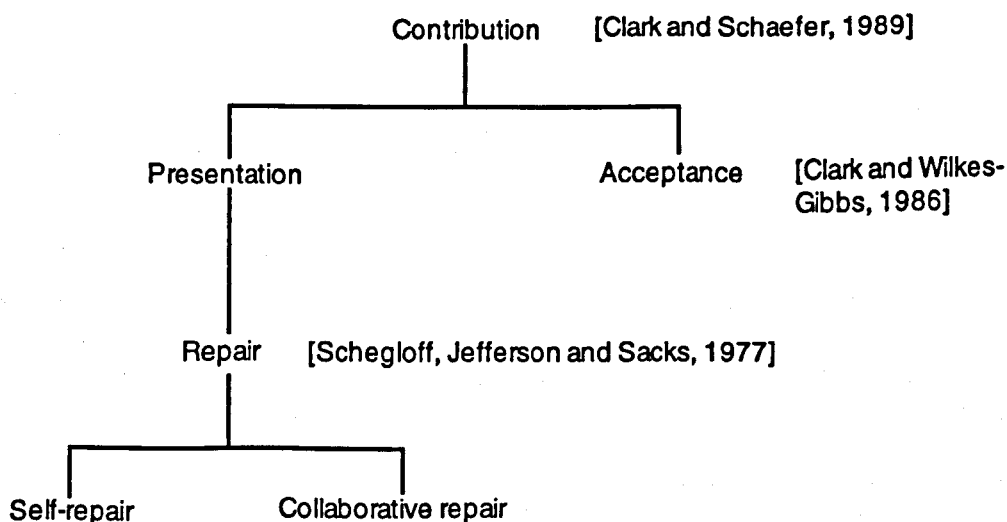 Contribution [Clark and Schaefer, 1989]
Presentation Acceptance [Clark and Wilkes-
Gibbs, 1986]
Repair [Schegloff, Jefferson and Sacks, 1977]
Self-repair Collaborative repair